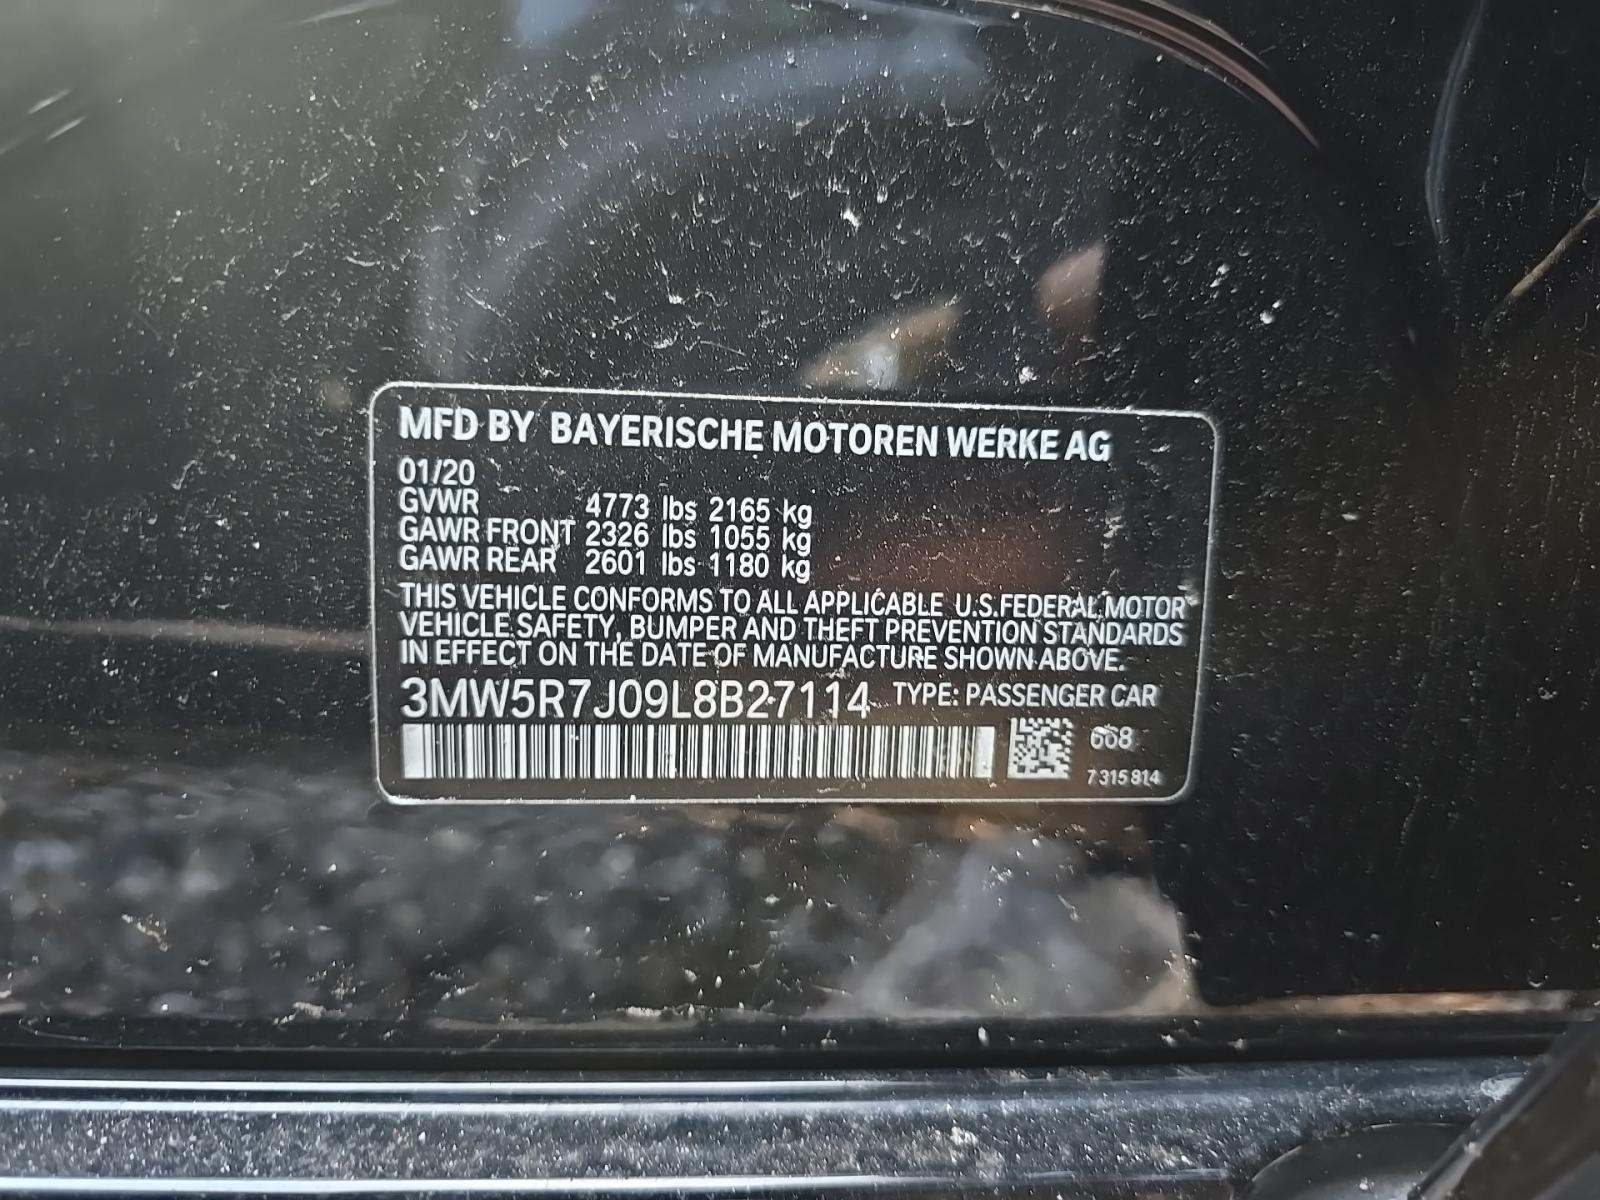 MFD BY BAYERISCHE MOTOREN WERKE AG
01/20
GVWR 4773 lbs 2165 kg
GAWR FRONT 2326 lbs 1055 kg
GAWR REAR 2601 lbs 1180 kg
THIS VEHICLE CONFORMS TO ALL APPLICABLE U.S.FEDERAL MOTOR
VEHICLE SAFETY, BUMPER AND THEFT PREVENTION STANDARDS
IN EFFECT ON THE DATE OF MANUFACTURE SHOWN ABOVE.
3MW5R7J09L8B27114 TYPE: PASSENGER CAR
668
7 315 814